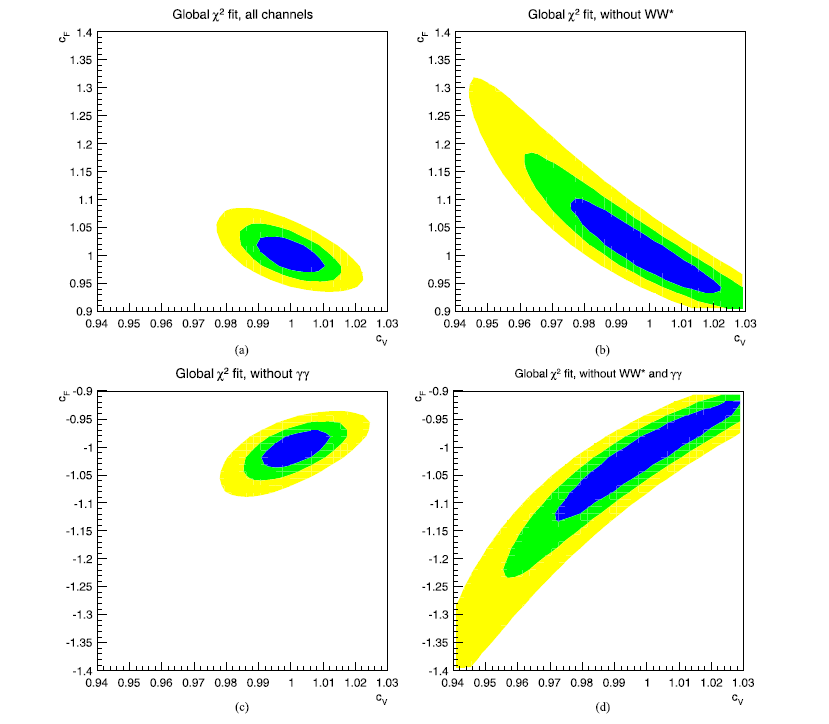 Global χ² fit, all channels
c_F
1.4
1.35
1.3
1.25
1.2
1.15
1.1
1.05
1
0.95
0.9
0.94 0.95 0.96 0.97 0.98 0.99 1 1.01 1.02 1.03
c_V
(a)
Global χ² fit, without WW*
c_F
1.4
1.35
1.3
1.25
1.2
1.15
1.1
1.05
1
0.95
0.9
0.94 0.95 0.96 0.97 0.98 0.99 1 1.01 1.02 1.03
c_V
(b)
Global χ² fit, without γγ
c_F
-0.9
-0.95
-1
-1.05
-1.1
-1.15
-1.2
-1.25
-1.3
-1.35
-1.4
0.94 0.95 0.96 0.97 0.98 0.99 1 1.01 1.02 1.03
c_V
(c)
Global χ² fit, without WW* and γγ
c_F
-0.9
-0.95
-1
-1.05
-1.1
-1.15
-1.2
-1.25
-1.3
-1.35
-1.4
0.94 0.95 0.96 0.97 0.98 0.99 1 1.01 1.02 1.03
c_V
(d)